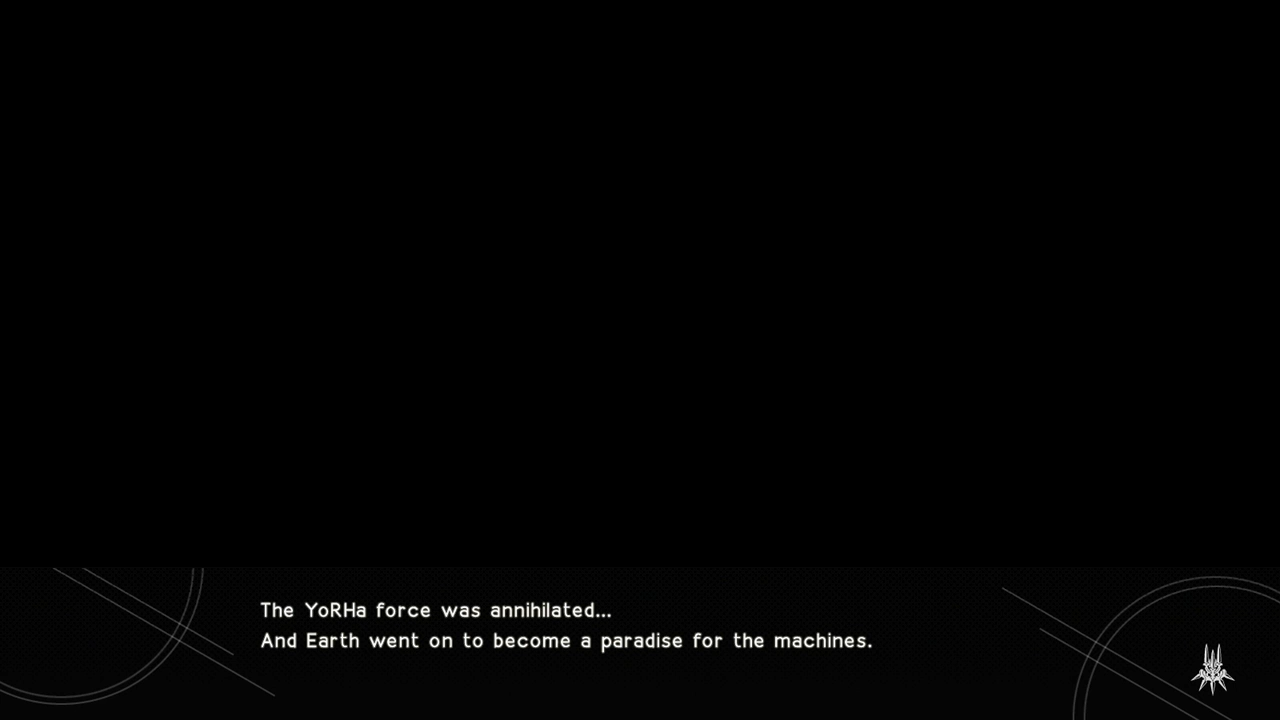 The YoRHa force was annihilated...
And Earth went on to become a paradise for the machines.